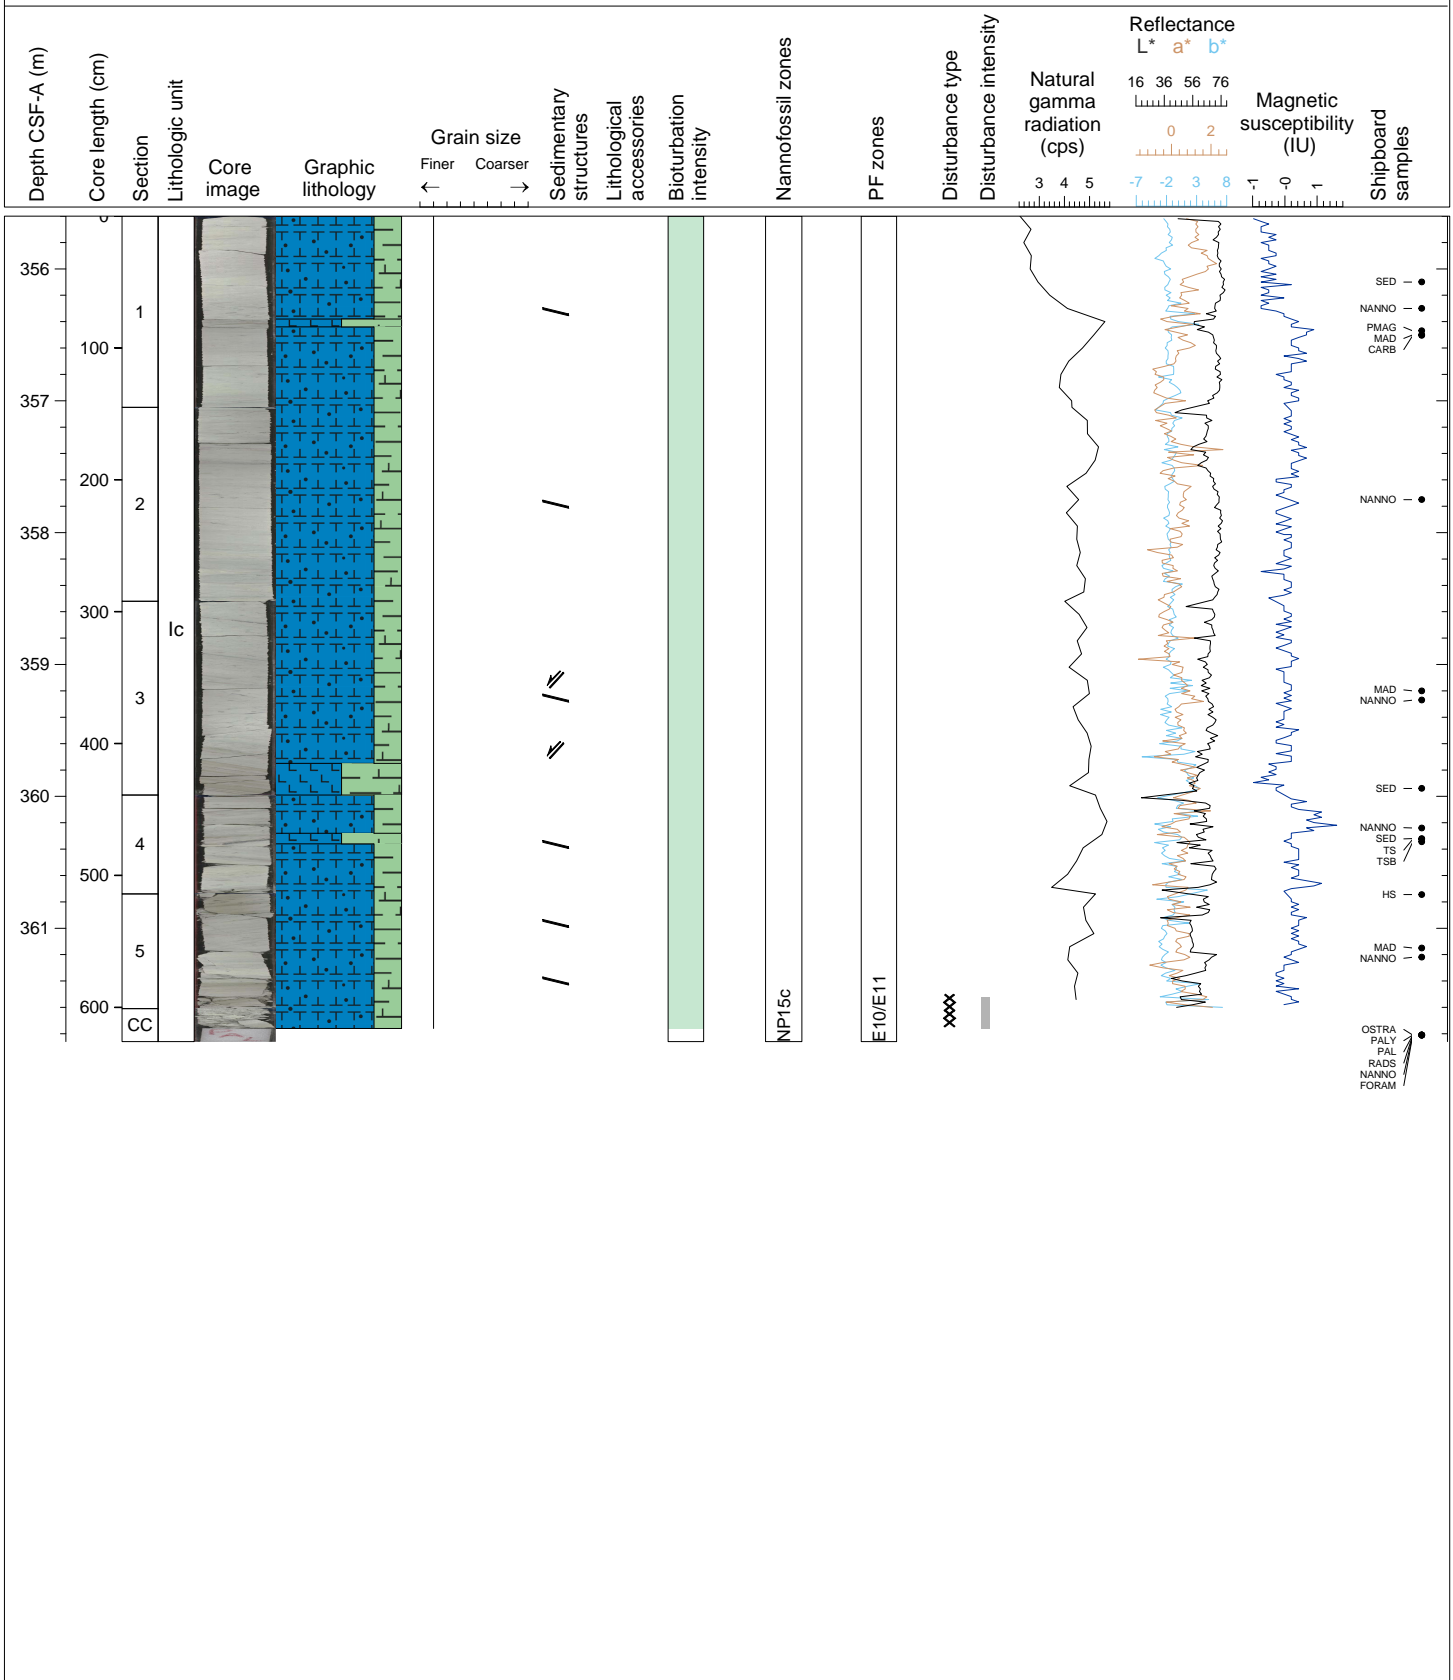 Depth CSF-A (m)
Core length (cm)
Section
Lithologic unit
Core
image
Graphic
lithology
Grain size
Finer Coarser
← →
Sedimentary
structures
Lithological
accessories
Bioturbation
intensity
Nannofossil zones
PF zones
Disturbance type
Disturbance intensity
Natural
gamma
radiation
(cps)
3 4 5
Reflectance
L* a* b*
16 36 56 76
0 2
-7 -2 3 8
Magnetic
susceptibility
(IU)
-1 -0 1
Shipboard
samples
0
356
SED
1
NANNO
PMAG
MAD
100
CARB
357
200
2
NANNO
358
300
Ic
359
3
MAD
NANNO
400
360
SED
NANNO
4
SED
TS
TSB
500
HS
361
5
MAD
NANNO
600
CC
NP15c
E10/E11
OSTRA
PALY
PAL
RADS
NANNO
FORAM